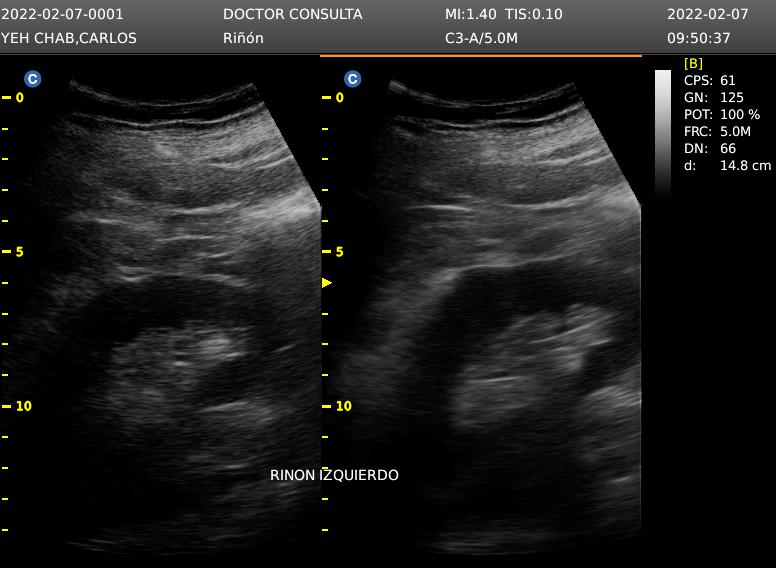 2022-02-07-0001 DOCTOR CONSULTA MI:1.40 TIS:0.10 2022-02-07
YEH CHAB,CARLOS Riñón C3-A/5.0M 09:50:37
[B]
C C CPS: 61
0 0 GN: 125
POT: 100 %
FRC: 5.0M
DN: 66
d: 14.8 cm
5 5
10 10
RINON IZQUIERDO